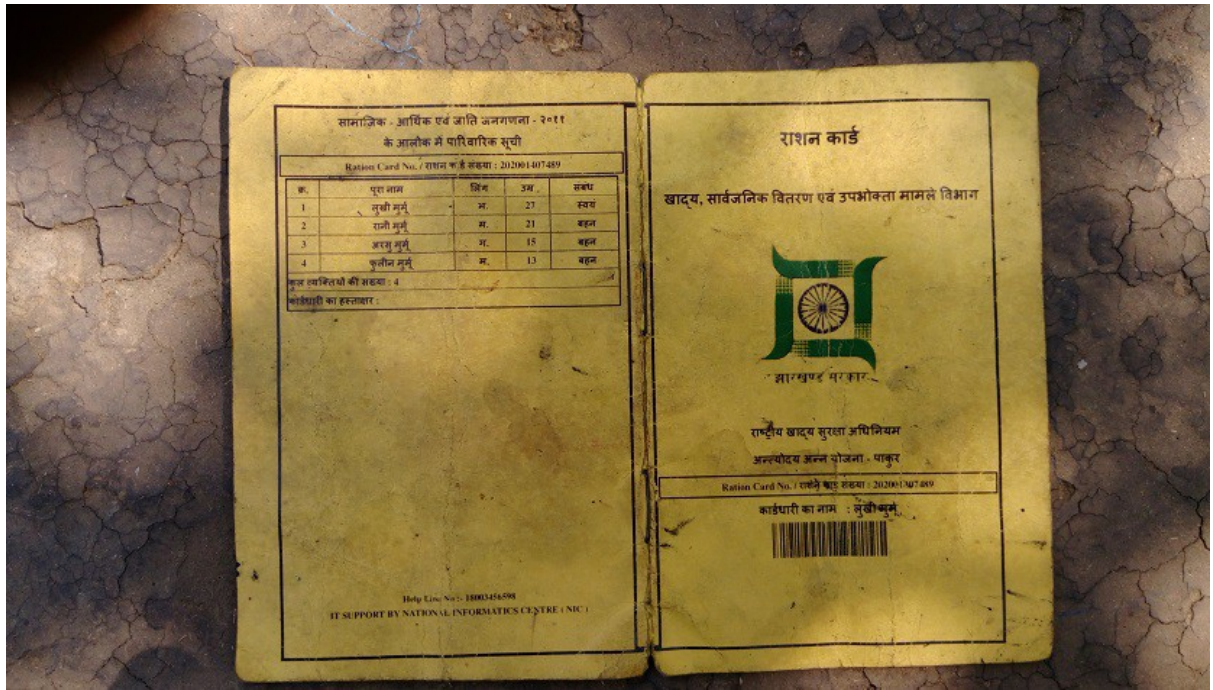 सामाजिक - आर्थिक एवं जाति जनगणना - २०११
के आलोक में पारिवारिक सूची
Ration Card No. / राशन कार्ड संख्या : 202001407489
क्र. पूरा नाम लिंग उम्र संबंध
1 लुखी मुर्मू म. 27 स्वयं
2 रानी मुर्मू म. 21 बहन
3 अरसु मुर्मू म. 15 बहन
4 फुलीन मुर्मू म. 13 बहन
कुल व्यक्तियों की संख्या : 4
कार्डधारी का हस्ताक्षर :
Help Line No:- 18003456598
IT SUPPORT BY NATIONAL INFORMATICS CENTRE ( NIC )
राशन कार्ड
खाद्य, सार्वजनिक वितरण एवं उपभोक्ता मामले विभाग
झारखण्ड सरकार
राष्ट्रीय खाद्य सुरक्षा अधिनियम
अन्त्योदय अन्न योजना - पाकुर
Ration Card No. / राशन कार्ड संख्या :
कार्डधारी का नाम : लुखी मुर्मू